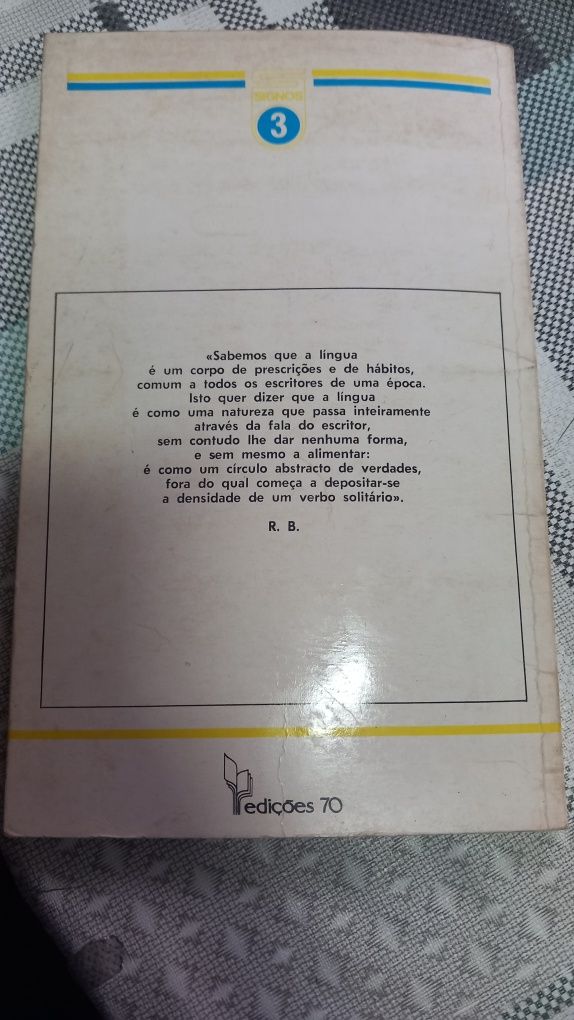 SIGNOS
3
«Sabemos que a língua
é um corpo de prescrições e de hábitos,
comum a todos os escritores de uma época.
Isto quer dizer que a língua
é como uma natureza que passa inteiramente
através da fala do escritor,
sem contudo lhe dar nenhuma forma,
e sem mesmo a alimentar:
é como um círculo abstracto de verdades,
fora do qual começa a depositar-se
a densidade de um verbo solitário».
R. B.
edições 70